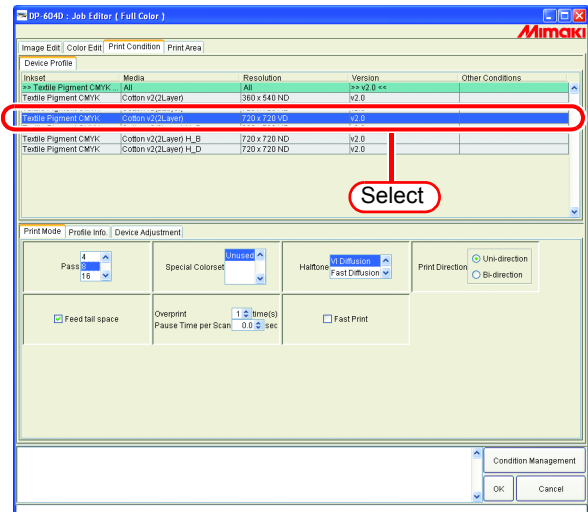 DP-604D : Job Editor ( Full Color )
Mimaki
Image Edit Color Edit Print Condition Print Area
Device Profile
Inkset Media Resolution Version Other Conditions
>> Textile Pigment CMYK ... All All >> v2.0 <<
Textile Pigment CMYK Cotton v2(2Layer) 360 x 540 ND v2.0
Textile Pigment CMYK Cotton v2(2Layer) 720 x 720 VD v2.0
Textile Pigment CMYK Cotton v2(2Layer) H_B 720 x 720 ND v2.0
Textile Pigment CMYK Cotton v2(2Layer) H_D 720 x 720 ND v2.0
Select
Print Mode Profile Info. Device Adjustment
Pass 4 8 16
Special Colorset Unused
Halftone VI Diffusion Fast Diffusion
Print Direction Uni-direction Bi-direction
Feed tail space
Overprint 1 time(s)
Pause Time per Scan 0.0 sec
Fast Print
Condition Management
OK Cancel